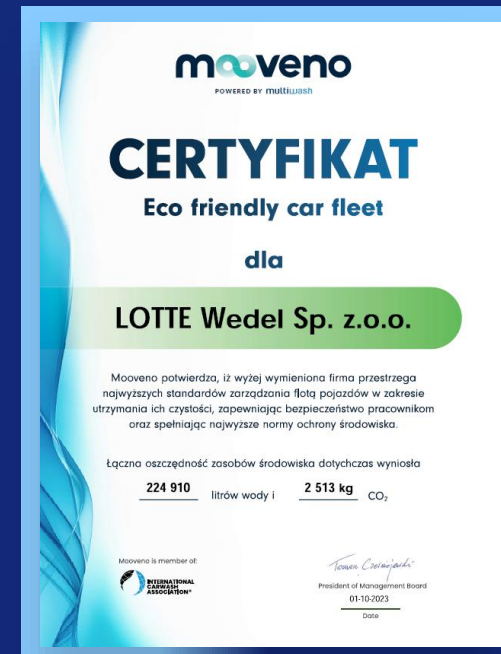 mooveno
POWERED BY multiwash
CERTYFIKAT
Eco friendly car fleet
dla
LOTTE Wedel Sp. z.o.o.
Mooveno potwierdza, iż wyżej wymieniona firma przestrzega
najwyższych standardów zarządzania flotą pojazdów w zakresie
utrzymania ich czystości, zapewniając bezpieczeństwo pracownikom
oraz spełniając najwyższe normy ochrony środowiska.
Łączna oszczędność zasobów środowiska dotychczas wyniosła
224 910 litrów wody i 2 513 kg CO₂
Mooveno is member of:
INTERNATIONAL
CARWASH
ASSOCIATION®
President of Management Board
01-10-2023
Date